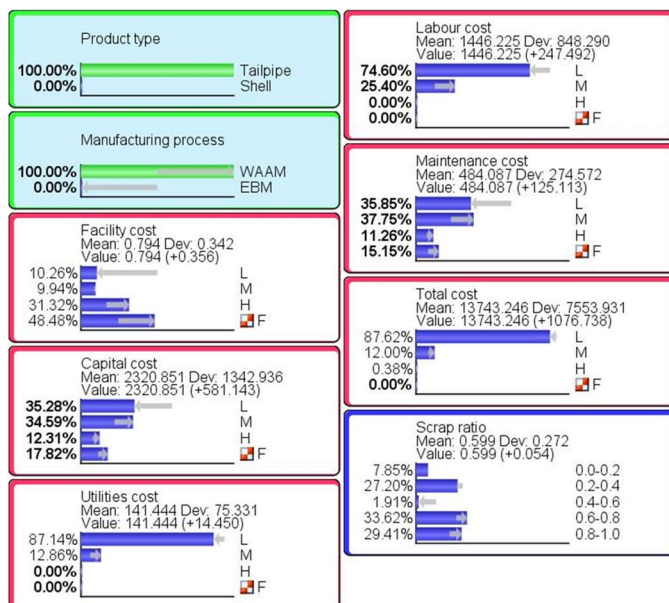 Product type
100.00% Tailpipe
0.00% Shell
Manufacturing process
100.00% WAAM
0.00% EBM
Facility cost
Mean: 0.794 Dev: 0.342
Value: 0.794 (+0.356)
10.26% L
9.94% M
31.32% H
48.48% F
Capital cost
Mean: 2320.851 Dev: 1342.936
Value: 2320.851 (+581.143)
35.28% L
34.59% M
12.31% H
17.82% F
Utilities cost
Mean: 141.444 Dev: 75.331
Value: 141.444 (+14.450)
87.14% L
12.86% M
0.00% H
0.00% F
Labour cost
Mean: 1446.225 Dev: 848.290
Value: 1446.225 (+247.492)
74.60% L
25.40% M
0.00% H
0.00% F
Maintenance cost
Mean: 484.087 Dev: 274.572
Value: 484.087 (+125.113)
35.85% L
37.75% M
11.26% H
15.15% F
Total cost
Mean: 13743.246 Dev: 7553.931
Value: 13743.246 (+1076.738)
87.62% L
12.00% M
0.38% H
0.00% F
Scrap ratio
Mean: 0.599 Dev: 0.272
Value: 0.599 (+0.054)
7.85% 0.0-0.2
27.20% 0.2-0.4
1.91% 0.4-0.6
33.62% 0.6-0.8
29.41% 0.8-1.0